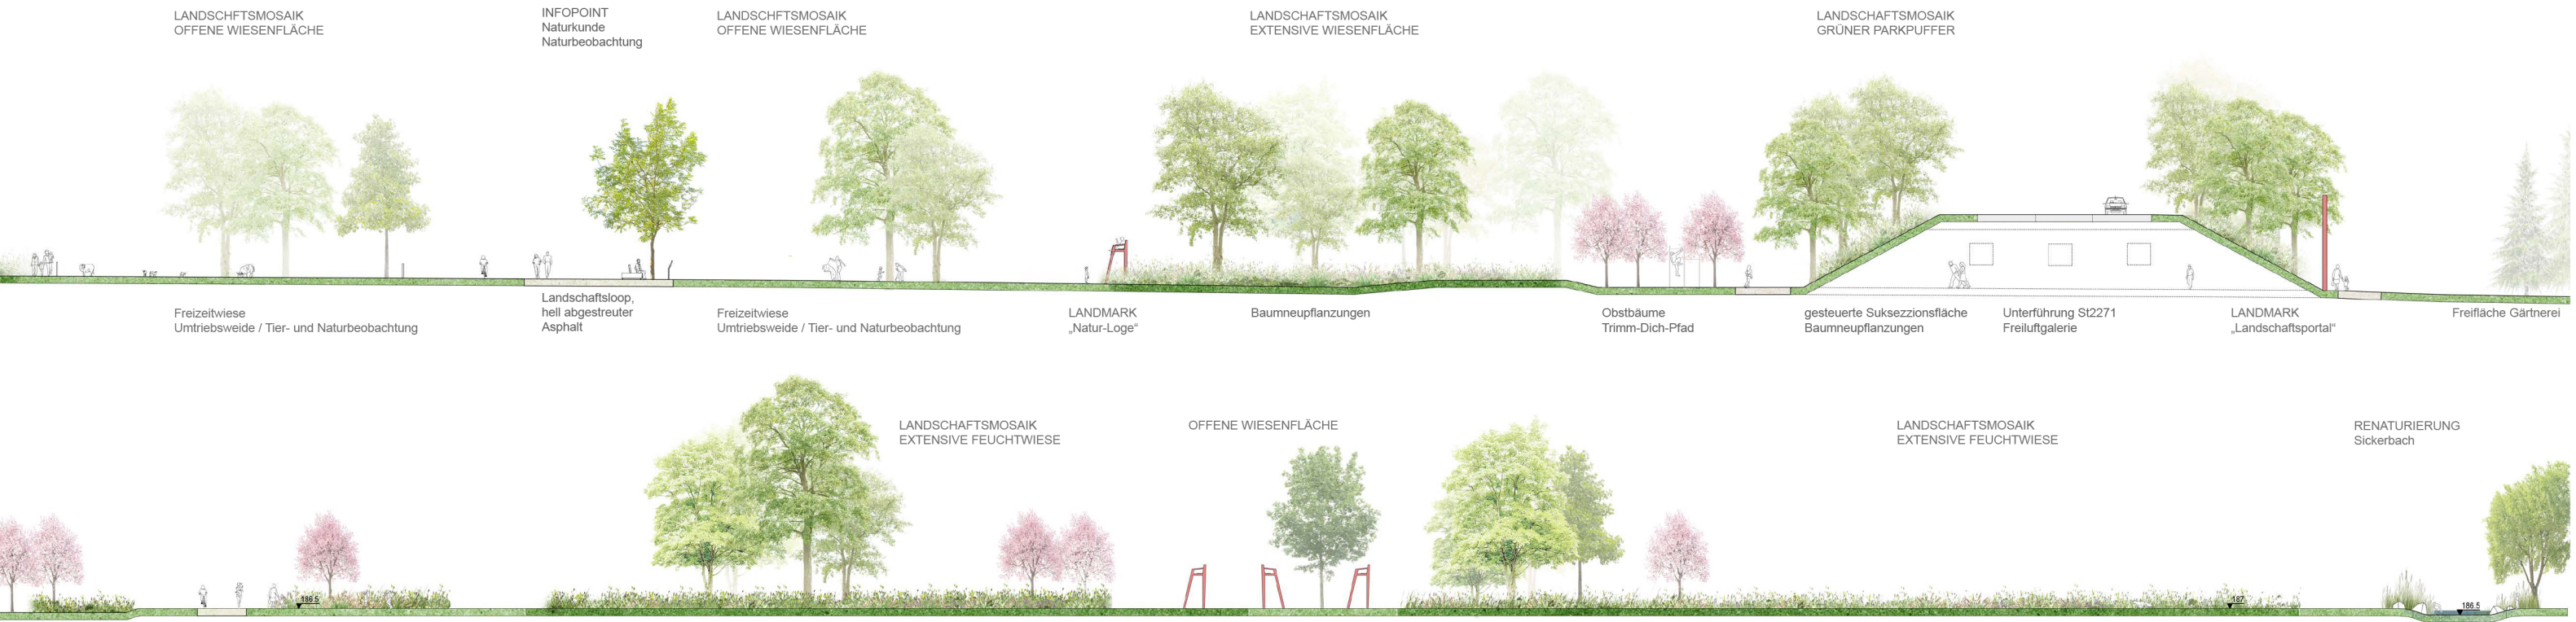 LANDSCHFTSMOSAIK
OFFENE WIESENFLÄCHE
INFOPOINT
Naturkunde
Naturbeobachtung
LANDSCHFTSMOSAIK
OFFENE WIESENFLÄCHE
LANDSCHAFTSMOSAIK
EXTENSIVE WIESENFLÄCHE
LANDSCHAFTSMOSAIK
GRÜNER PARKPUFFER
Freizeitwiese
Umtriebsweide / Tier- und Naturbeobachtung
Landschaftsloop,
hell abgestreuter
Asphalt
Freizeitwiese
Umtriebsweide / Tier- und Naturbeobachtung
LANDMARK
„Natur-Loge“
Baumneupflanzungen
Obstbäume
Trimm-Dich-Pfad
gesteuerte Suksezzionsfläche
Baumneupflanzungen
Unterführung St2271
Freiluftgalerie
LANDMARK
„Landschaftsportal“
Freifläche Gärtnerei
LANDSCHAFTSMOSAIK
EXTENSIVE FEUCHTWIESE
OFFENE WIESENFLÄCHE
LANDSCHAFTSMOSAIK
EXTENSIVE FEUCHTWIESE
RENATURIERUNG
Sickerbach
186.5
187
186.5